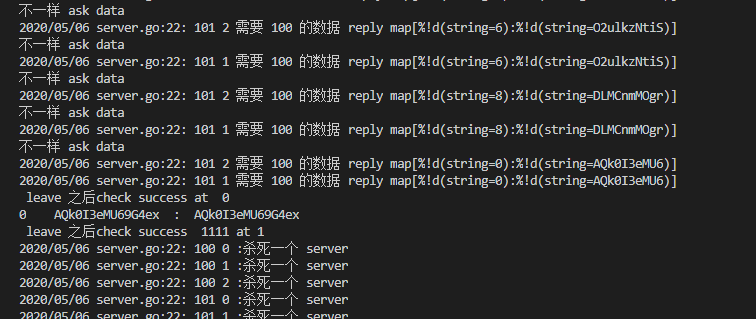 不一样 ask data
2020/05/06 server.go:22: 101 2 需要 100 的数据 reply map[%!d(string=6):%!d(string=O2ulkzNtiS)]
不一样 ask data
2020/05/06 server.go:22: 101 1 需要 100 的数据 reply map[%!d(string=6):%!d(string=O2ulkzNtiS)]
不一样 ask data
2020/05/06 server.go:22: 101 2 需要 100 的数据 reply map[%!d(string=8):%!d(string=DLMCnmMOgr)]
不一样 ask data
2020/05/06 server.go:22: 101 1 需要 100 的数据 reply map[%!d(string=8):%!d(string=DLMCnmMOgr)]
不一样 ask data
2020/05/06 server.go:22: 101 2 需要 100 的数据 reply map[%!d(string=0):%!d(string=AQk0I3eMU6)]
2020/05/06 server.go:22: 101 1 需要 100 的数据 reply map[%!d(string=0):%!d(string=AQk0I3eMU6)]
leave 之后check success at  0
0    AQk0I3eMU69G4ex  :  AQk0I3eMU69G4ex
leave 之后check success  1111 at 1
2020/05/06 server.go:22: 100 0 :杀死一个 server
2020/05/06 server.go:22: 100 1 :杀死一个 server
2020/05/06 server.go:22: 100 2 :杀死一个 server
2020/05/06 server.go:22: 101 0 :杀死一个 server
2020/05/06 server.go:22: 101 1 :杀死一个 server